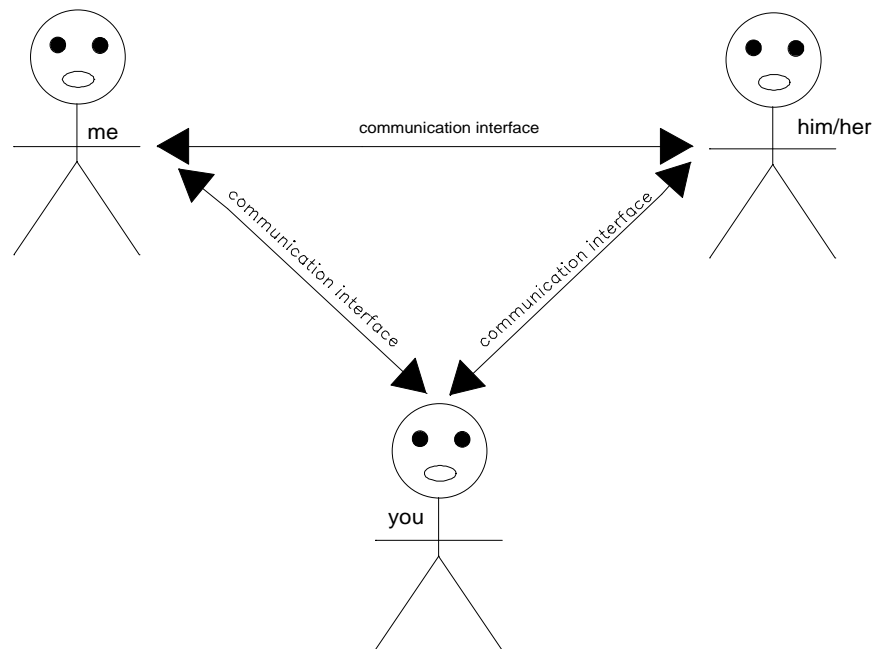 communication interface
me
him/her
communication interface
communication interface
you